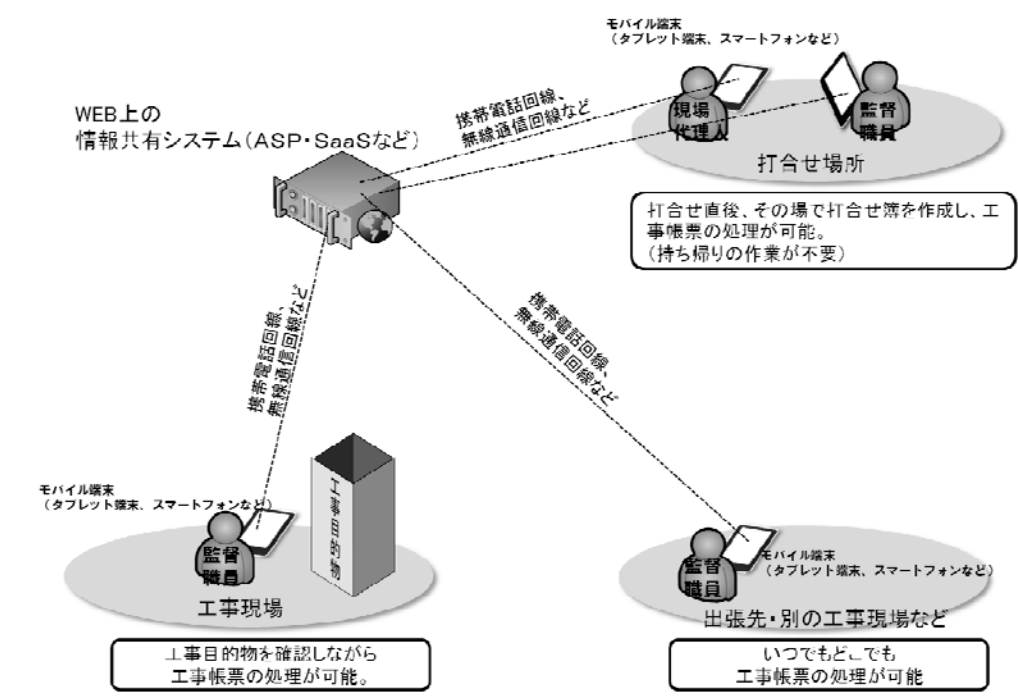 モバイル端末
（タブレット端末、スマートフォンなど）
現場
代理人
監督
職員
打合せ場所
打合せ直後、その場で打合せ簿を作成し、工
事帳票の処理が可能。
（持ち帰りの作業が不要）
WEB上の
情報共有システム（ASP・SaaSなど）
携帯電話回線、
無線通信回線など
携帯電話回線、
無線通信回線など
携帯電話回線、
無線通信回線など
モバイル端末
（タブレット端末、スマートフォンなど）
監督
職員
工事目的物
工事現場
工事目的物を確認しながら
工事帳票の処理が可能。
モバイル端末
（タブレット端末、スマートフォンなど）
監督
職員
出張先・別の工事現場など
いつでもどこでも
工事帳票の処理が可能